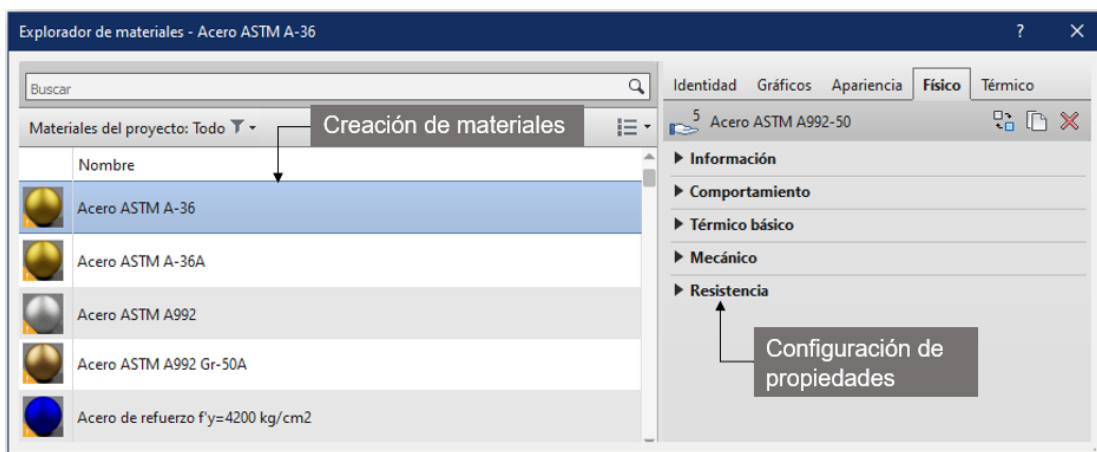 Explorador de materiales - Acero ASTM A-36
?
Buscar
Materiales del proyecto: Todo
Creación de materiales
Nombre
Acero ASTM A-36
Acero ASTM A-36A
Acero ASTM A992
Acero ASTM A992 Gr-50A
Acero de refuerzo f'y=4200 kg/cm2
Identidad Gráficos Apariencia Físico Térmico
5 Acero ASTM A992-50
Información
Comportamiento
Térmico básico
Mecánico
Resistencia
Configuración de
propiedades